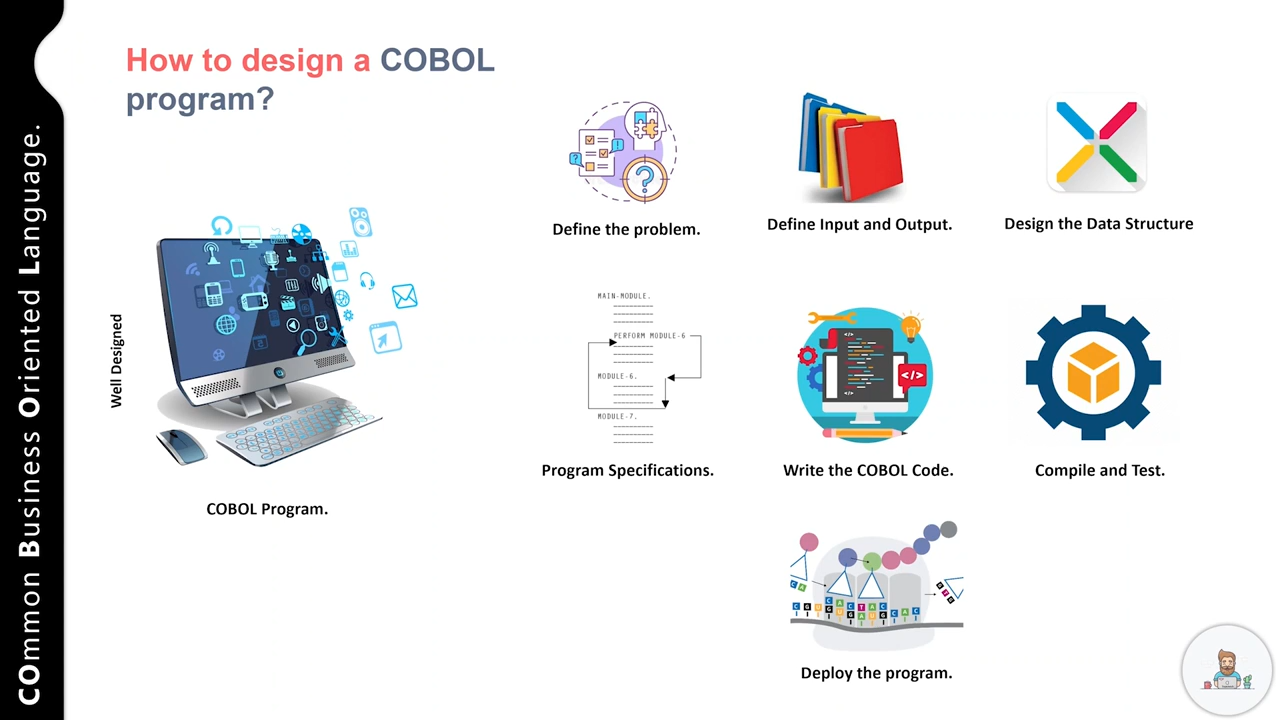 COmmon Business Oriented Language.
How to design a COBOL
program?
Well Designed
COBOL Program.
Define the problem.
Define Input and Output.
Design the Data Structure
MAIN-MODULE.
PERFORM MODULE-6
MODULE-6.
MODULE-7.
Program Specifications.
Write the COBOL Code.
Compile and Test.
Deploy the program.